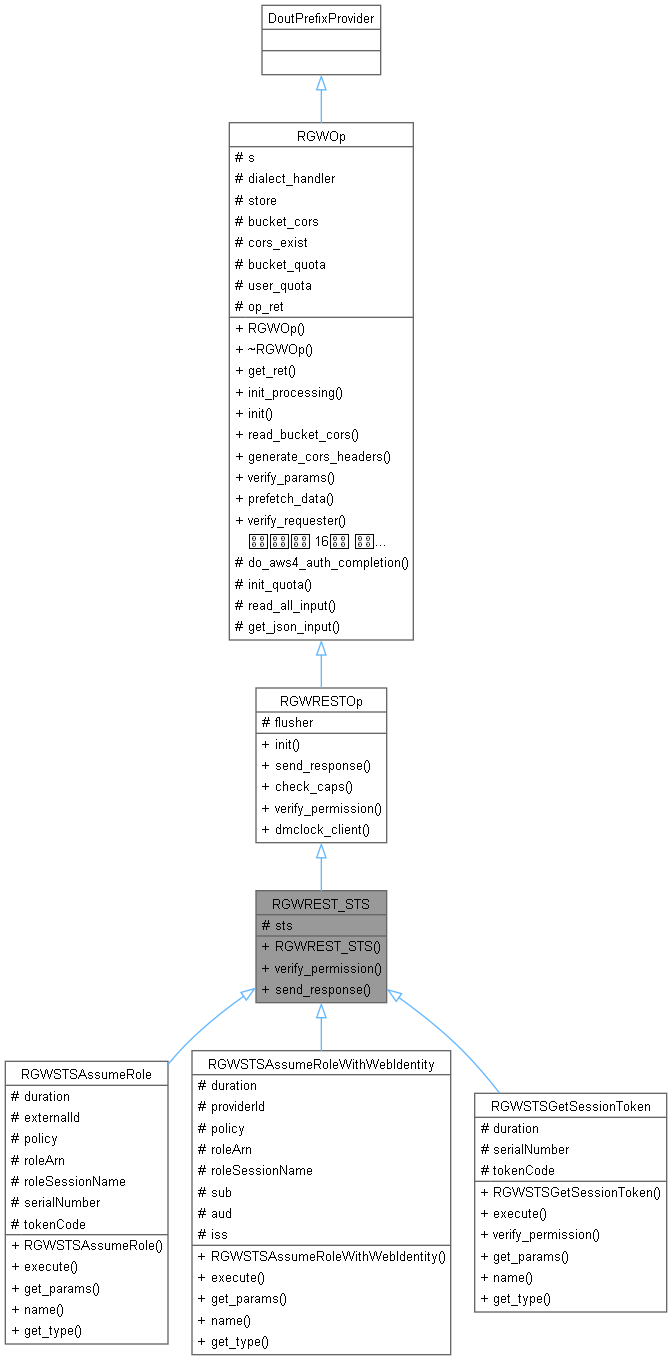 DoutPrefixProvider
RGWOp
# s
# dialect_handler
# store
# bucket_cors
# cors_exist
# bucket_quota
# user_quota
# op_ret
+ RGWOp()
+ ~RGWOp()
+ get_ret()
+ init_processing()
+ init()
+ read_bucket_cors()
+ generate_cors_headers()
+ verify_params()
+ prefetch_data()
+ verify_requester()
16
...
# do_aws4_auth_completion()
# init_quota()
# read_all_input()
# get_json_input()
RGWRESTOp
# flusher
+ init()
+ send_response()
+ check_caps()
+ verify_permission()
+ dmclock_client()
RGWREST_STS
# sts
+ RGWREST_STS()
+ verify_permission()
+ send_response()
RGWSTSAssumeRole
# duration
# externalId
# policy
# roleArn
# roleSessionName
# serialNumber
# tokenCode
+ RGWSTSAssumeRole()
+ execute()
+ get_params()
+ name()
+ get_type()
RGWSTSAssumeRoleWithWebIdentity
# duration
# providerId
# policy
# roleArn
# roleSessionName
# sub
# aud
# iss
+ RGWSTSAssumeRoleWithWebIdentity()
+ execute()
+ get_params()
+ name()
+ get_type()
RGWSTSGetSessionToken
# duration
# serialNumber
# tokenCode
+ RGWSTSGetSessionToken()
+ execute()
+ verify_permission()
+ get_params()
+ name()
+ get_type()